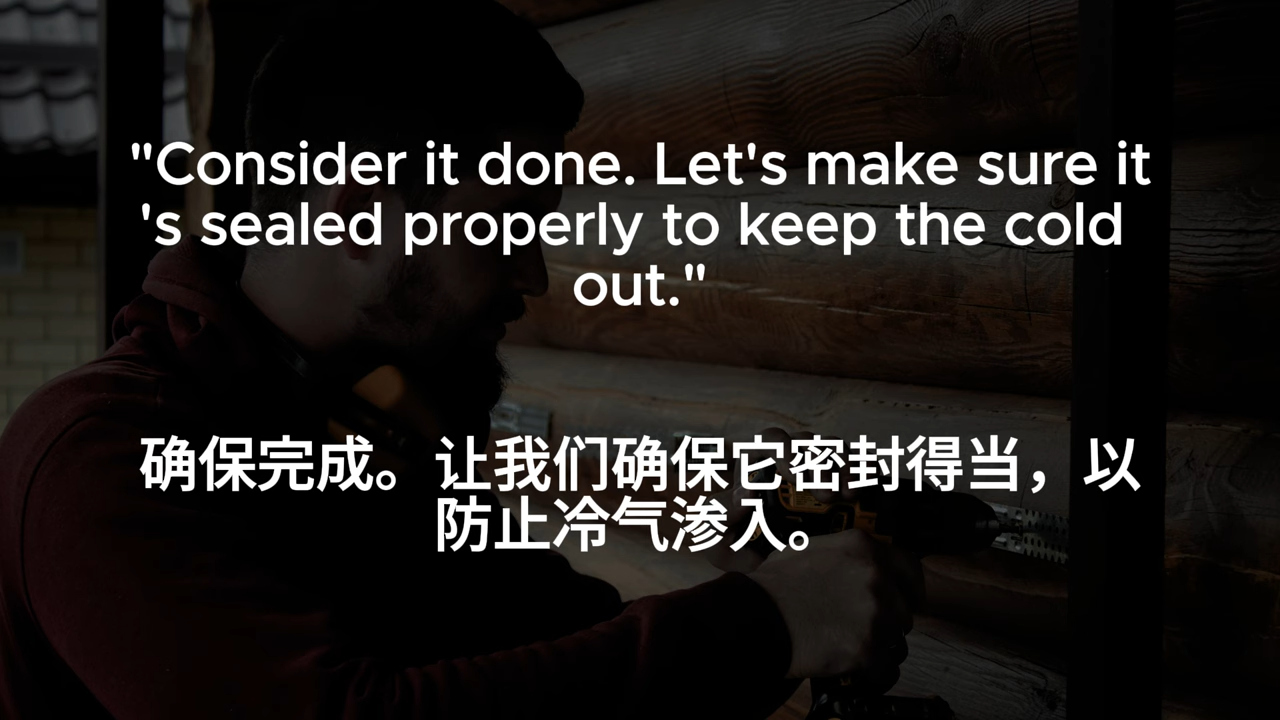 "Consider it done. Let's make sure it
's sealed properly to keep the cold
out."
确保完成。让我们确保它密封得当，以
防止冷气渗入。